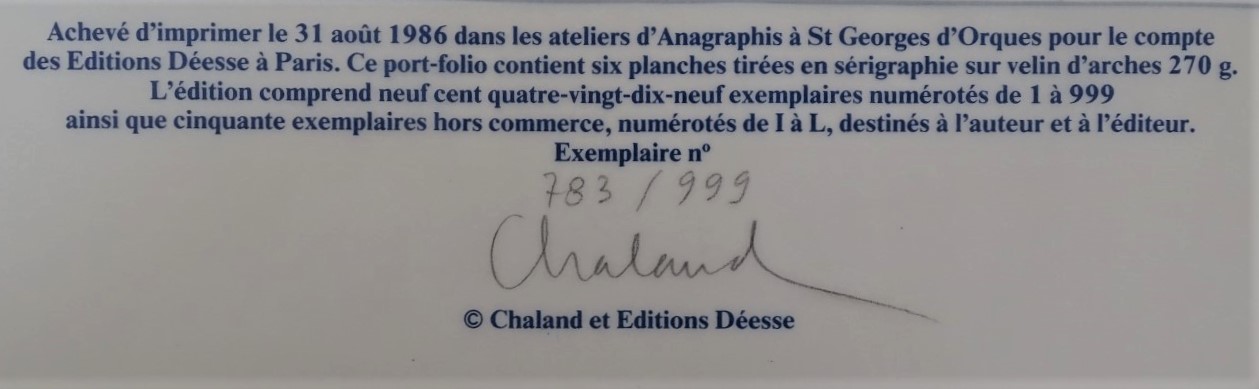 Achevé d'imprimer le 31 août 1986 dans les ateliers d'Anagraphis à St Georges d'Orques pour le compte
des Editions Déesse à Paris. Ce port-folio contient six planches tirées en sérigraphie sur velin d'arches 270 g.
L'édition comprend neuf cent quatre-vingt-dix-neuf exemplaires numérotés de 1 à 999
ainsi que cinquante exemplaires hors commerce, numérotés de I à L, destinés à l'auteur et à l'éditeur.
Exemplaire nº
783 / 999
Chaland
© Chaland et Editions Déesse